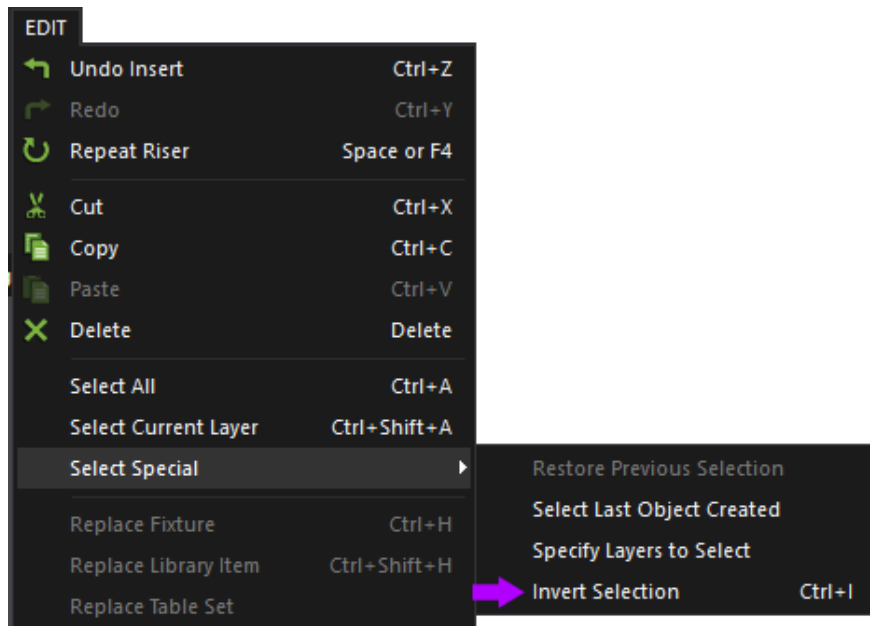 EDIT
Undo Insert Ctrl+Z
Redo Ctrl+Y
Repeat Riser Space or F4
Cut Ctrl+X
Copy Ctrl+C
Paste Ctrl+V
Delete Delete
Select All Ctrl+A
Select Current Layer Ctrl+Shift+A
Select Special
Restore Previous Selection
Select Last Object Created
Specify Layers to Select
Invert Selection Ctrl+I
Replace Fixture Ctrl+H
Replace Library Item Ctrl+Shift+H
Replace Table Set